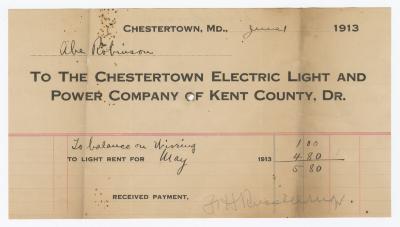 CHESTERTOWN, MD., June 1 1913
Abe Robinson
TO THE CHESTERTOWN ELECTRIC LIGHT AND
POWER COMPANY OF KENT COUNTY, DR.
To balance on Wiring 1 00
TO LIGHT RENT FOR May 1913 4 80
5 80
RECEIVED PAYMENT,